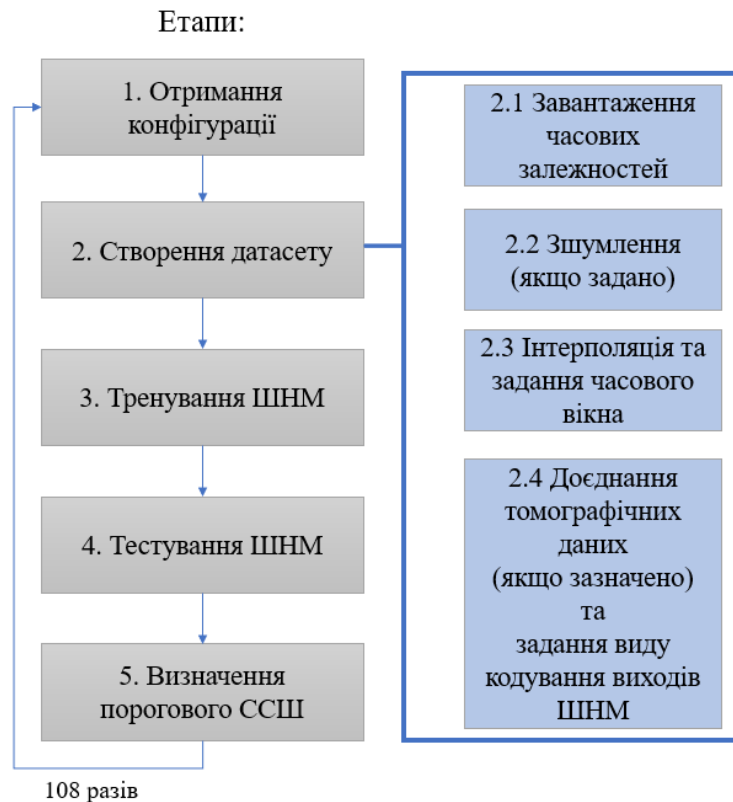 Етапи:
1. Отримання
конфігурації
2. Створення датасету
3. Тренування ШНМ
4. Тестування ШНМ
5. Визначення
порогового ССШ
108 разів
2.1 Завантаження
часових
залежностей
2.2 Зшумлення
(якщо задано)
2.3 Інтерполяція та
задання часового
вікна
2.4 Доєднання
томографічних
даних
(якщо зазначено)
та
задання виду
кодування виходів
ШНМ